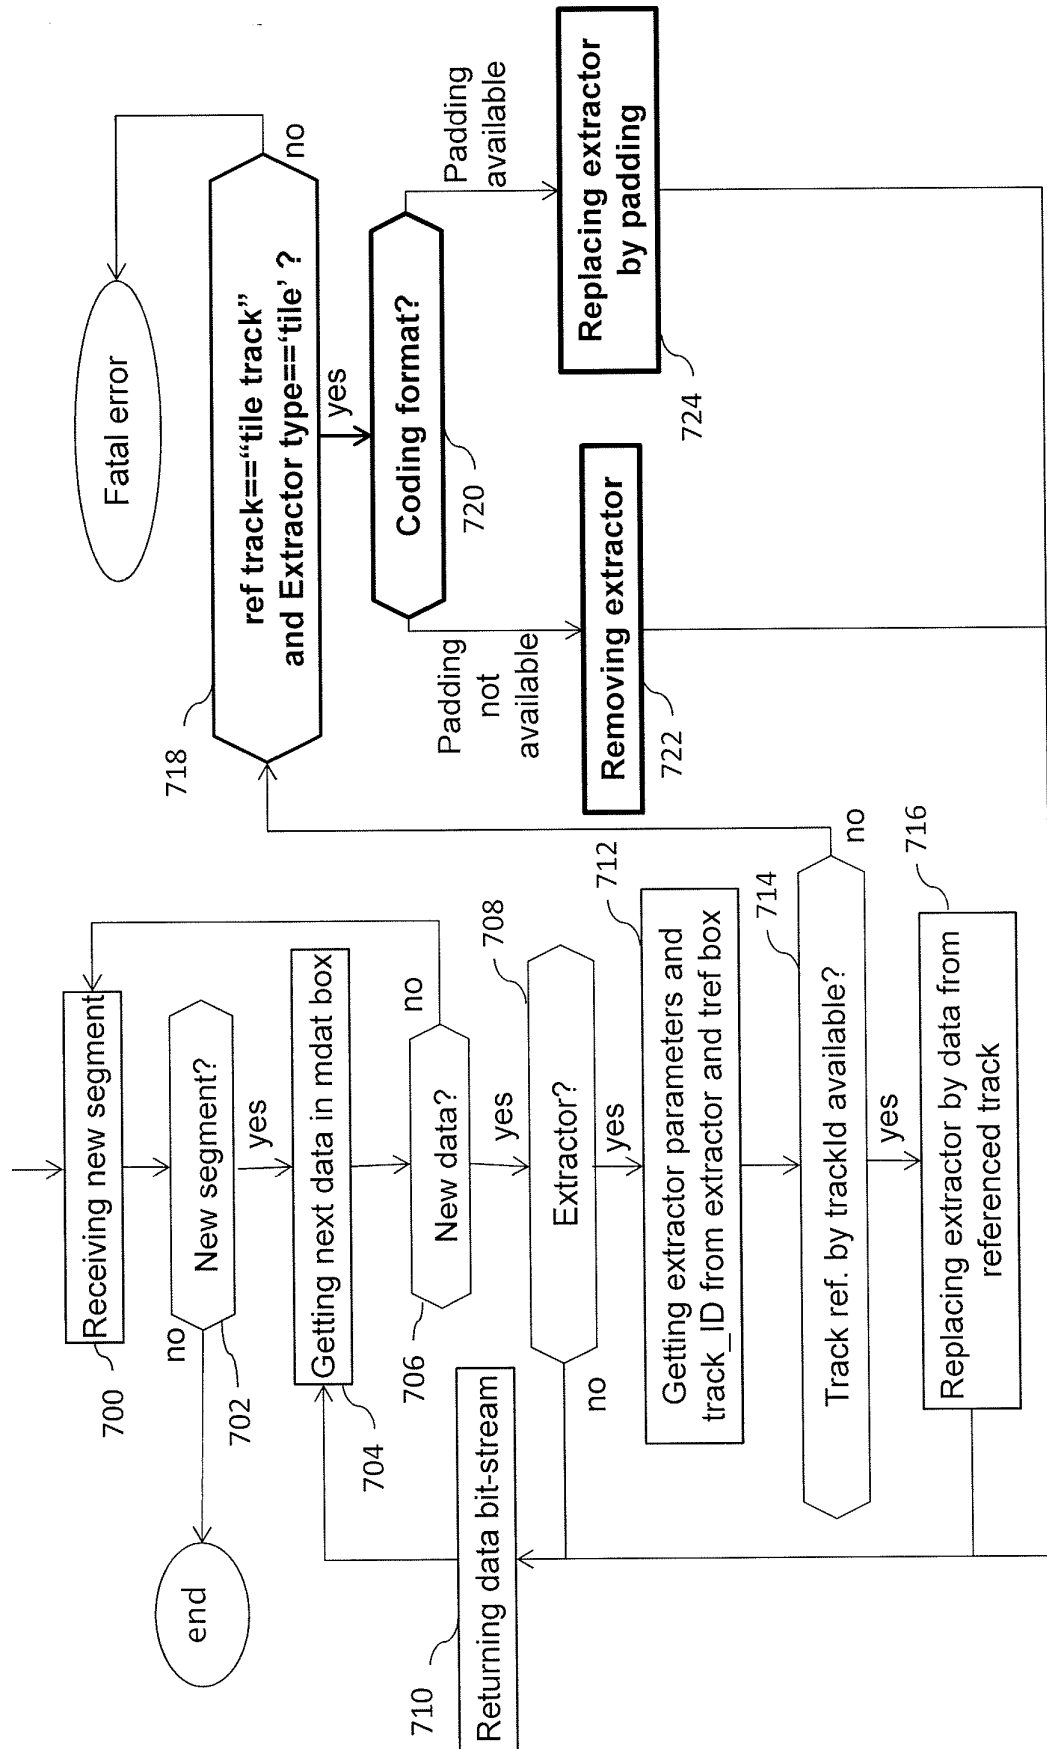 700
Receiving new segment
702
New segment?
no
yes
end
704
Getting next data in mdat box
706
New data?
no
yes
708
Extractor?
no
yes
710
Returning data bit-stream
712
Getting extractor parameters and
track_ID from extractor and tref box
714
Track ref. by trackId available?
no
yes
716
Replacing extractor by data from
referenced track
718
ref track==“tile track”
and Extractor type==‘tile’ ?
no
yes
Fatal error
720
Coding format?
Padding
not
available
Padding
available
722
Removing extractor
724
Replacing extractor
by padding